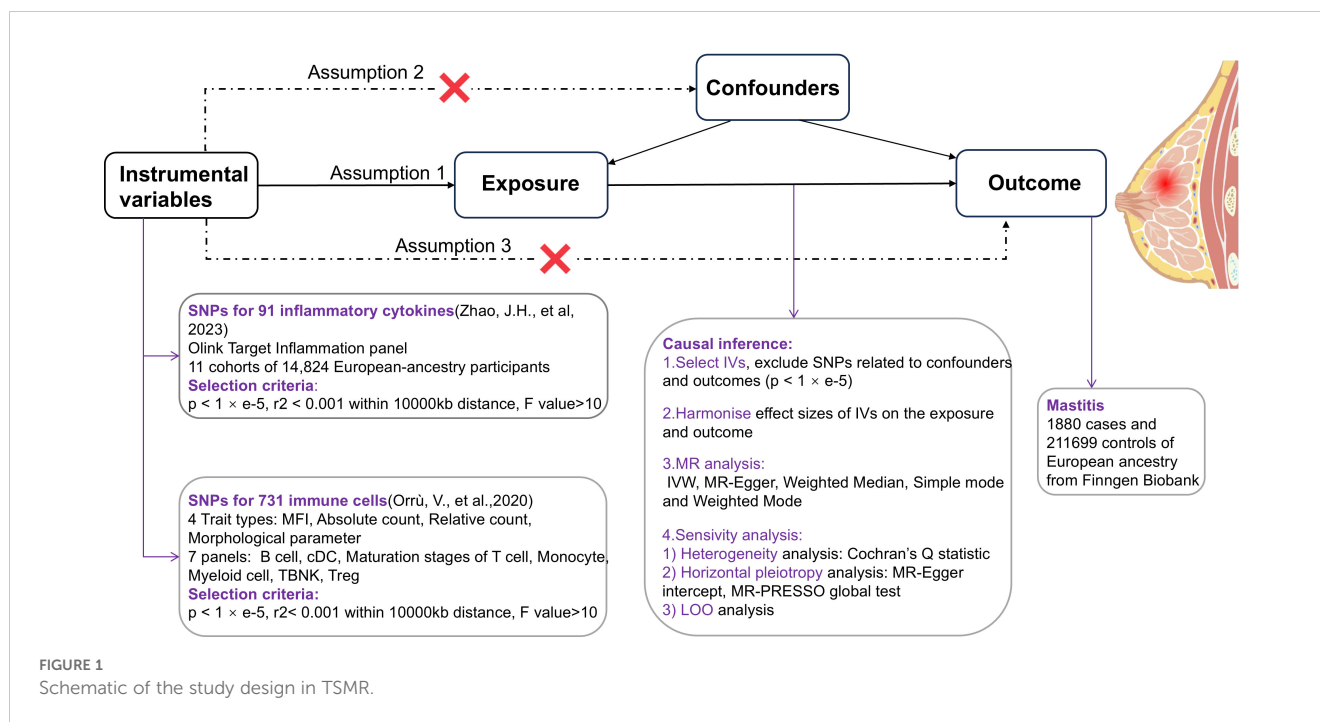 Assumption 2
Confounders
Instrumental
variables
Assumption 1
Exposure
Outcome
Assumption 3
SNPs for 91 inflammatory cytokines(Zhao, J.H., et al,
2023)
Olink Target Inflammation panel
11 cohorts of 14,824 European-ancestry participants
Selection criteria:
p < 1 × e-5, r2 < 0.001 within 10000kb distance, F value>10
SNPs for 731 immune cells(Orrù, V., et al.,2020)
4 Trait types: MFI, Absolute count, Relative count,
Morphological parameter
7 panels: B cell, cDC, Maturation stages of T cell, Monocyte,
Myeloid cell, TBNK, Treg
Selection criteria:
p < 1 × e-5, r2< 0.001 within 10000kb distance, F value>10
Causal inference:
1.Select IVs, exclude SNPs related to confounders
and outcomes (p < 1 × e-5)
2.Harmonise effect sizes of IVs on the exposure
and outcome
3.MR analysis:
IVW, MR-Egger, Weighted Median, Simple mode
and Weighted Mode
4.Sensivity analysis:
1) Heterogeneity analysis: Cochran's Q statistic
2) Horizontal pleiotropy analysis: MR-Egger
intercept, MR-PRESSO global test
3) LOO analysis
Mastitis
1880 cases and
211699 controls of
European ancestry
from Finngen Biobank
FIGURE 1
Schematic of the study design in TSMR.